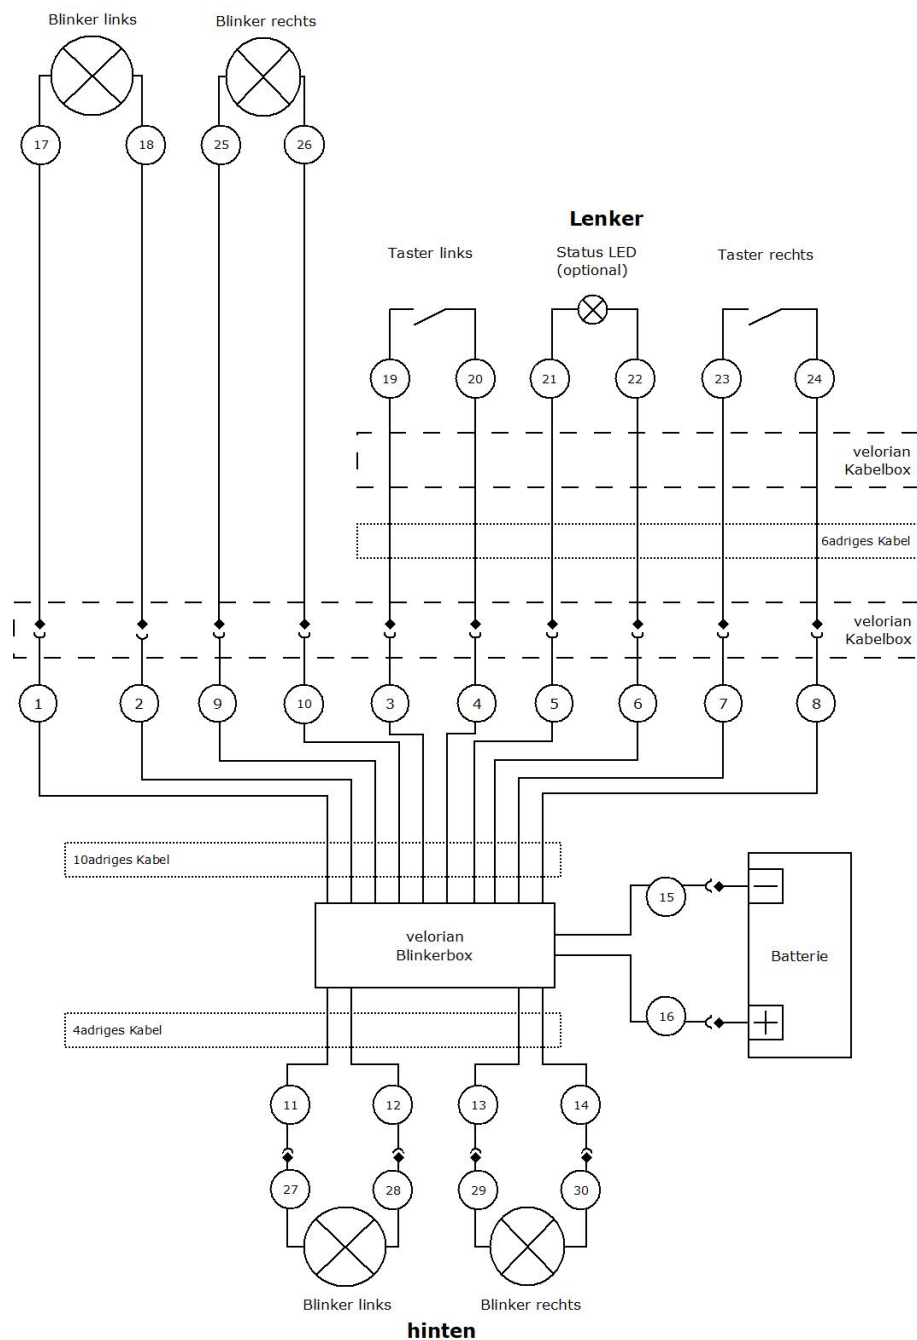 Blinker links
Blinker rechts
17
18
25
26
Lenker
Taster links
Status LED
(optional)
Taster rechts
19
20
21
22
23
24
velorian
Kabelbox
6adriges Kabel
velorian
Kabelbox
1
2
9
10
3
4
5
6
7
8
10adriges Kabel
15
velorian
Blinkerbox
Batterie
16
4adriges Kabel
11
12
13
14
27
28
29
30
Blinker links
Blinker rechts
hinten